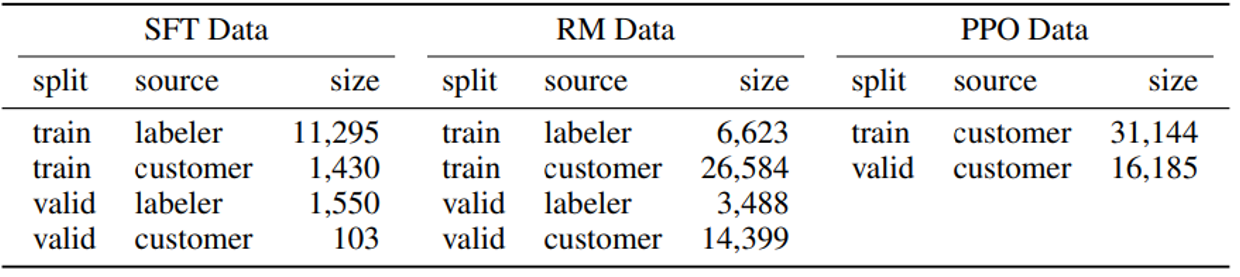 SFT Data RM Data PPO Data
split source size split source size split source size
train labeler 11,295 train labeler 6,623 train customer 31,144
train customer 1,430 train customer 26,584 valid customer 16,185
valid labeler 1,550 valid labeler 3,488
valid customer 103 valid customer 14,399